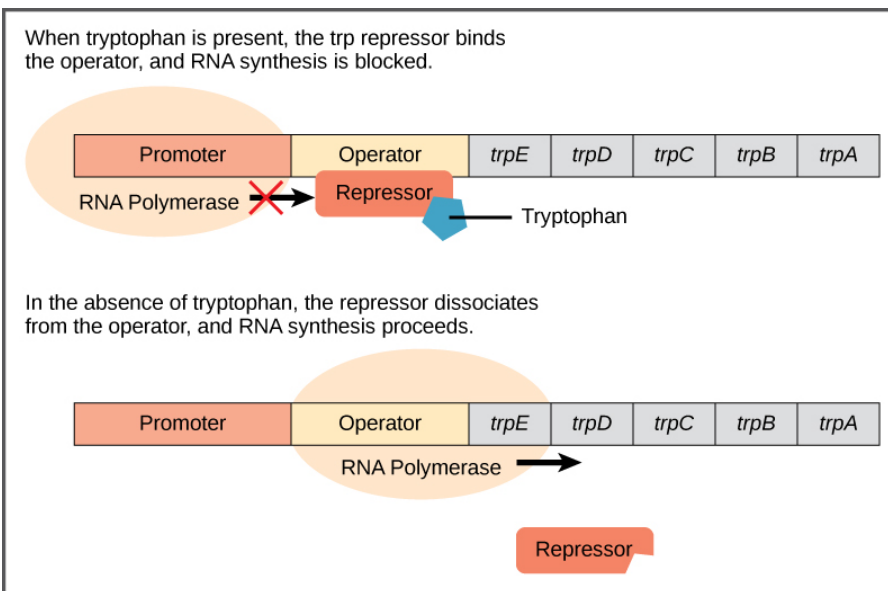 When tryptophan is present, the trp repressor binds
the operator, and RNA synthesis is blocked.
Promoter Operator trpE trpD trpC trpB trpA
RNA Polymerase Repressor
Tryptophan
In the absence of tryptophan, the repressor dissociates
from the operator, and RNA synthesis proceeds.
Promoter Operator trpE trpD trpC trpB trpA
RNA Polymerase
Repressor